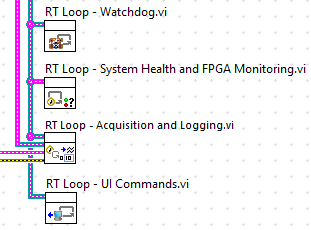 RT Loop - Watchdog.vi
RT Loop - System Health and FPGA Monitoring.vi
RT Loop - Acquisition and Logging.vi
RT Loop - UI Commands.vi